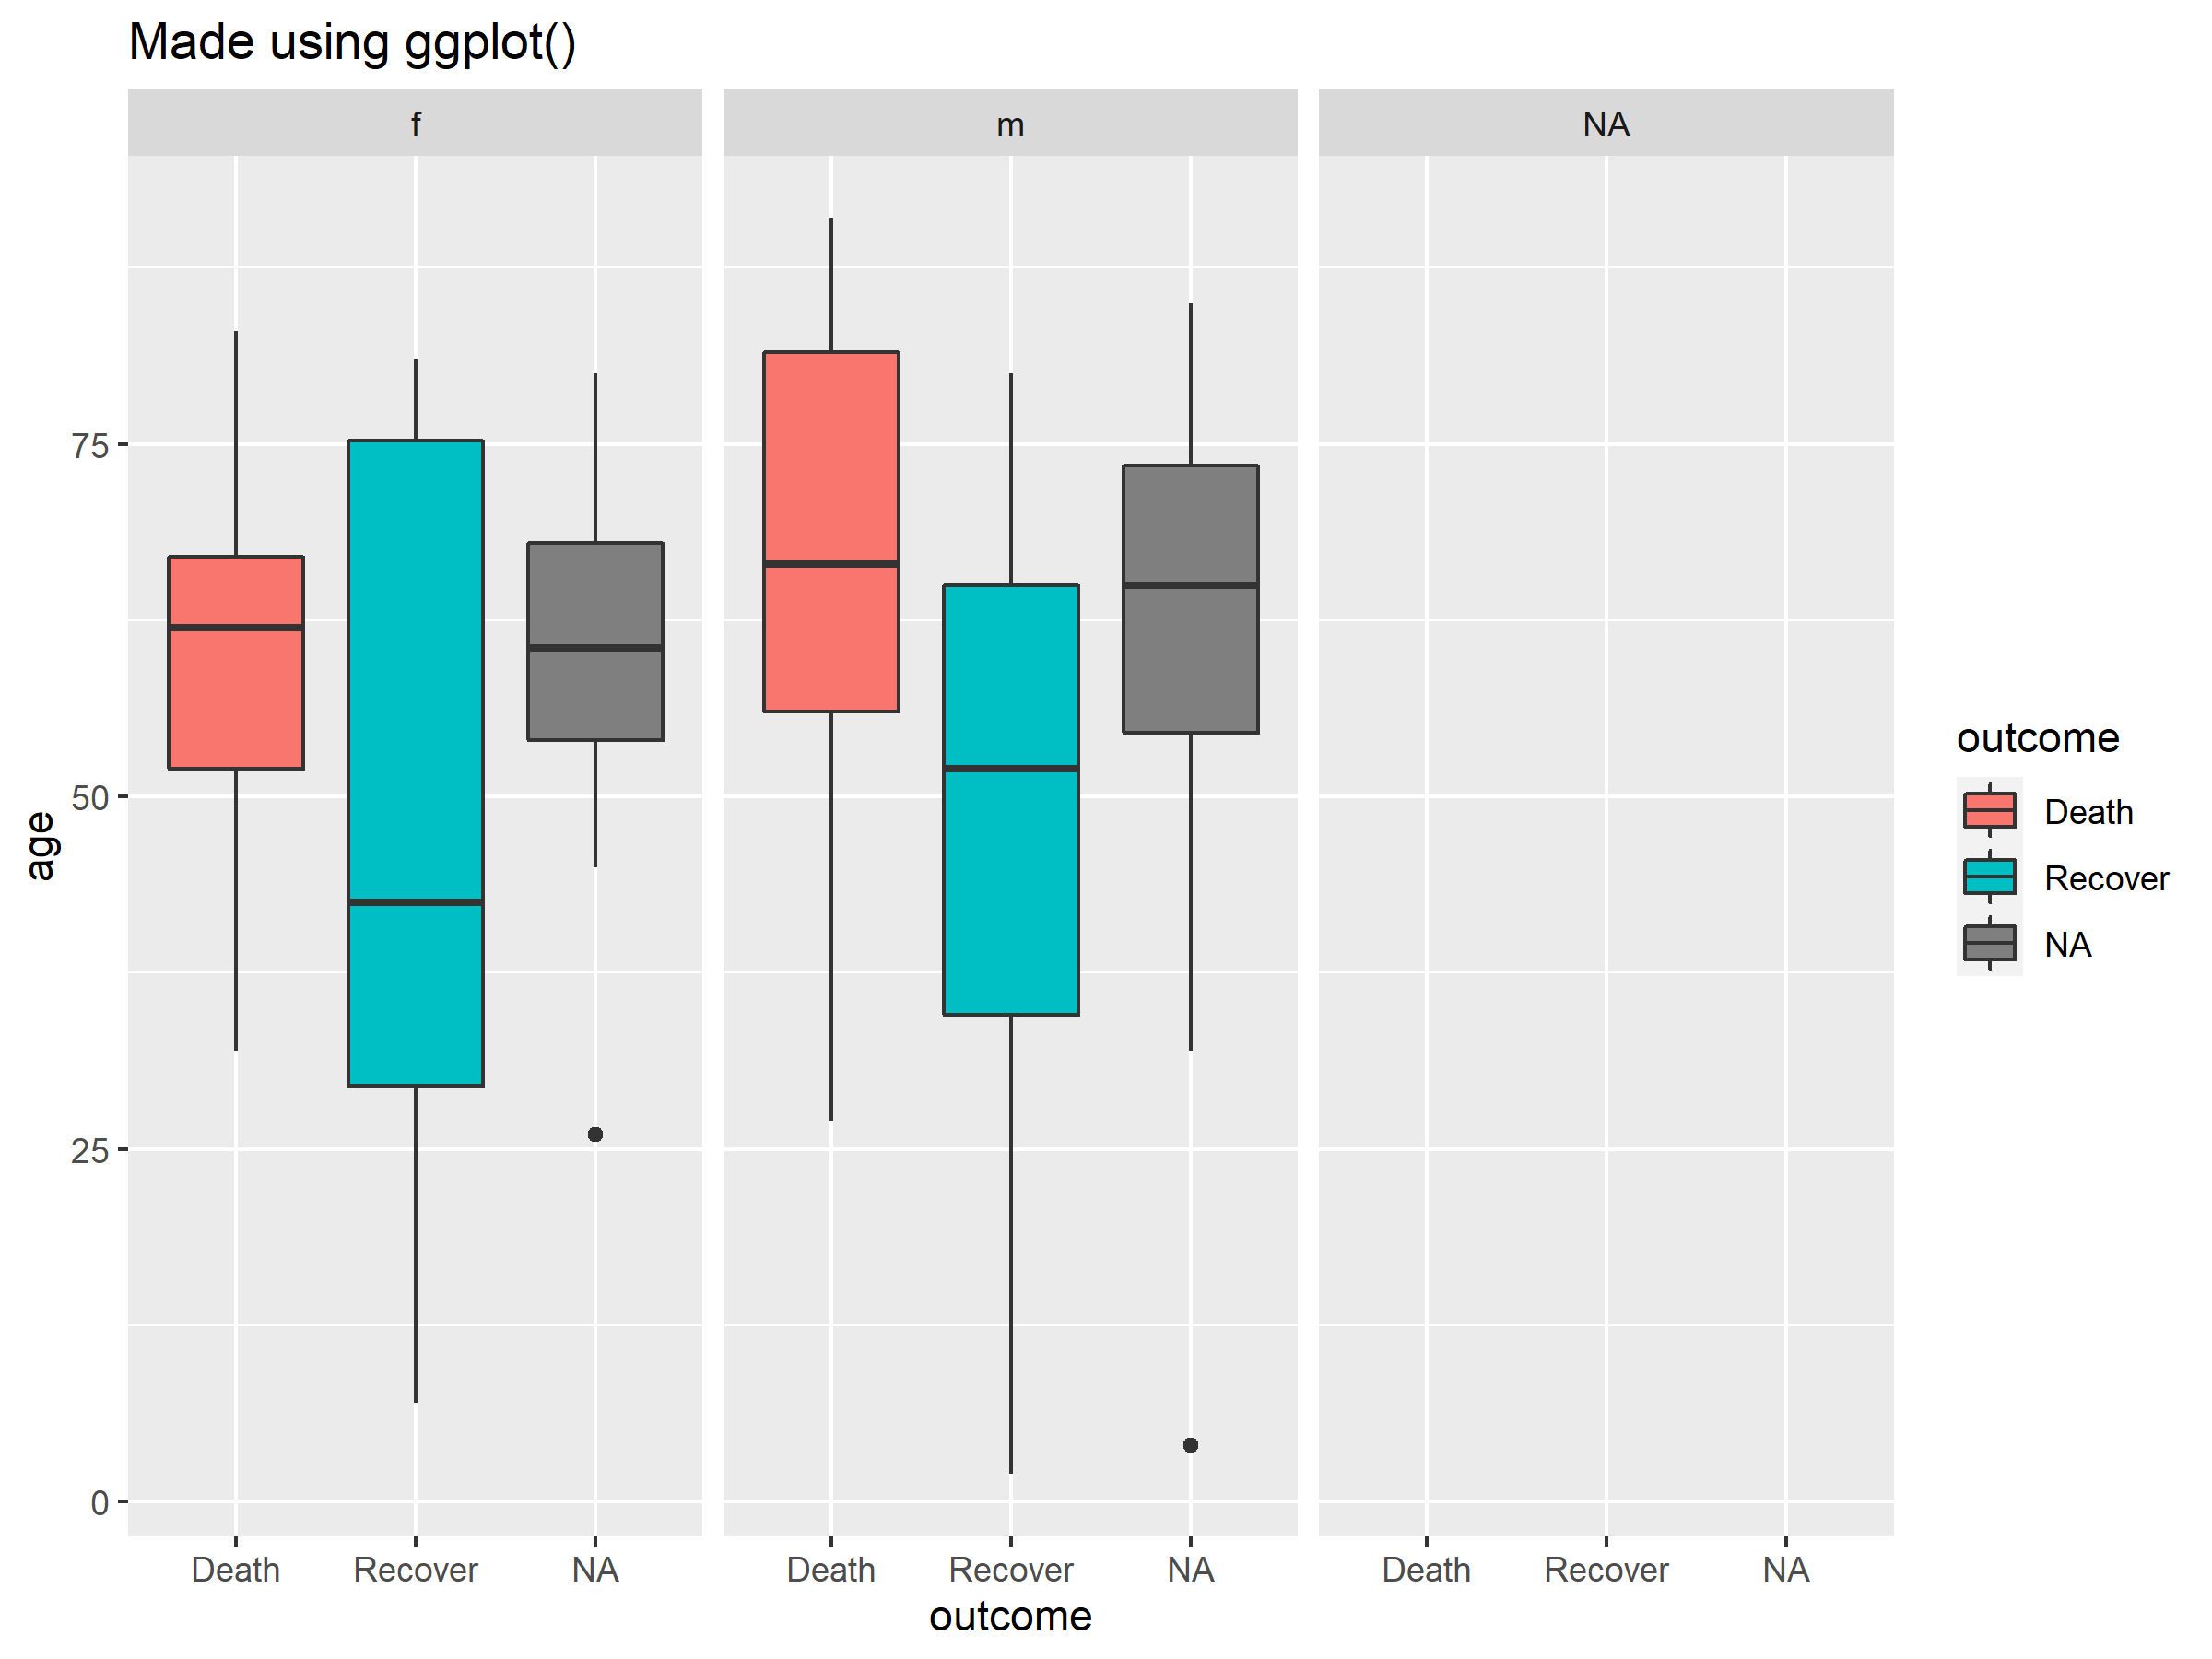 Made using ggplot()
f m NA
75
50
25
0
age
Death Recover NA Death Recover NA Death Recover NA
outcome
outcome
Death
Recover
NA